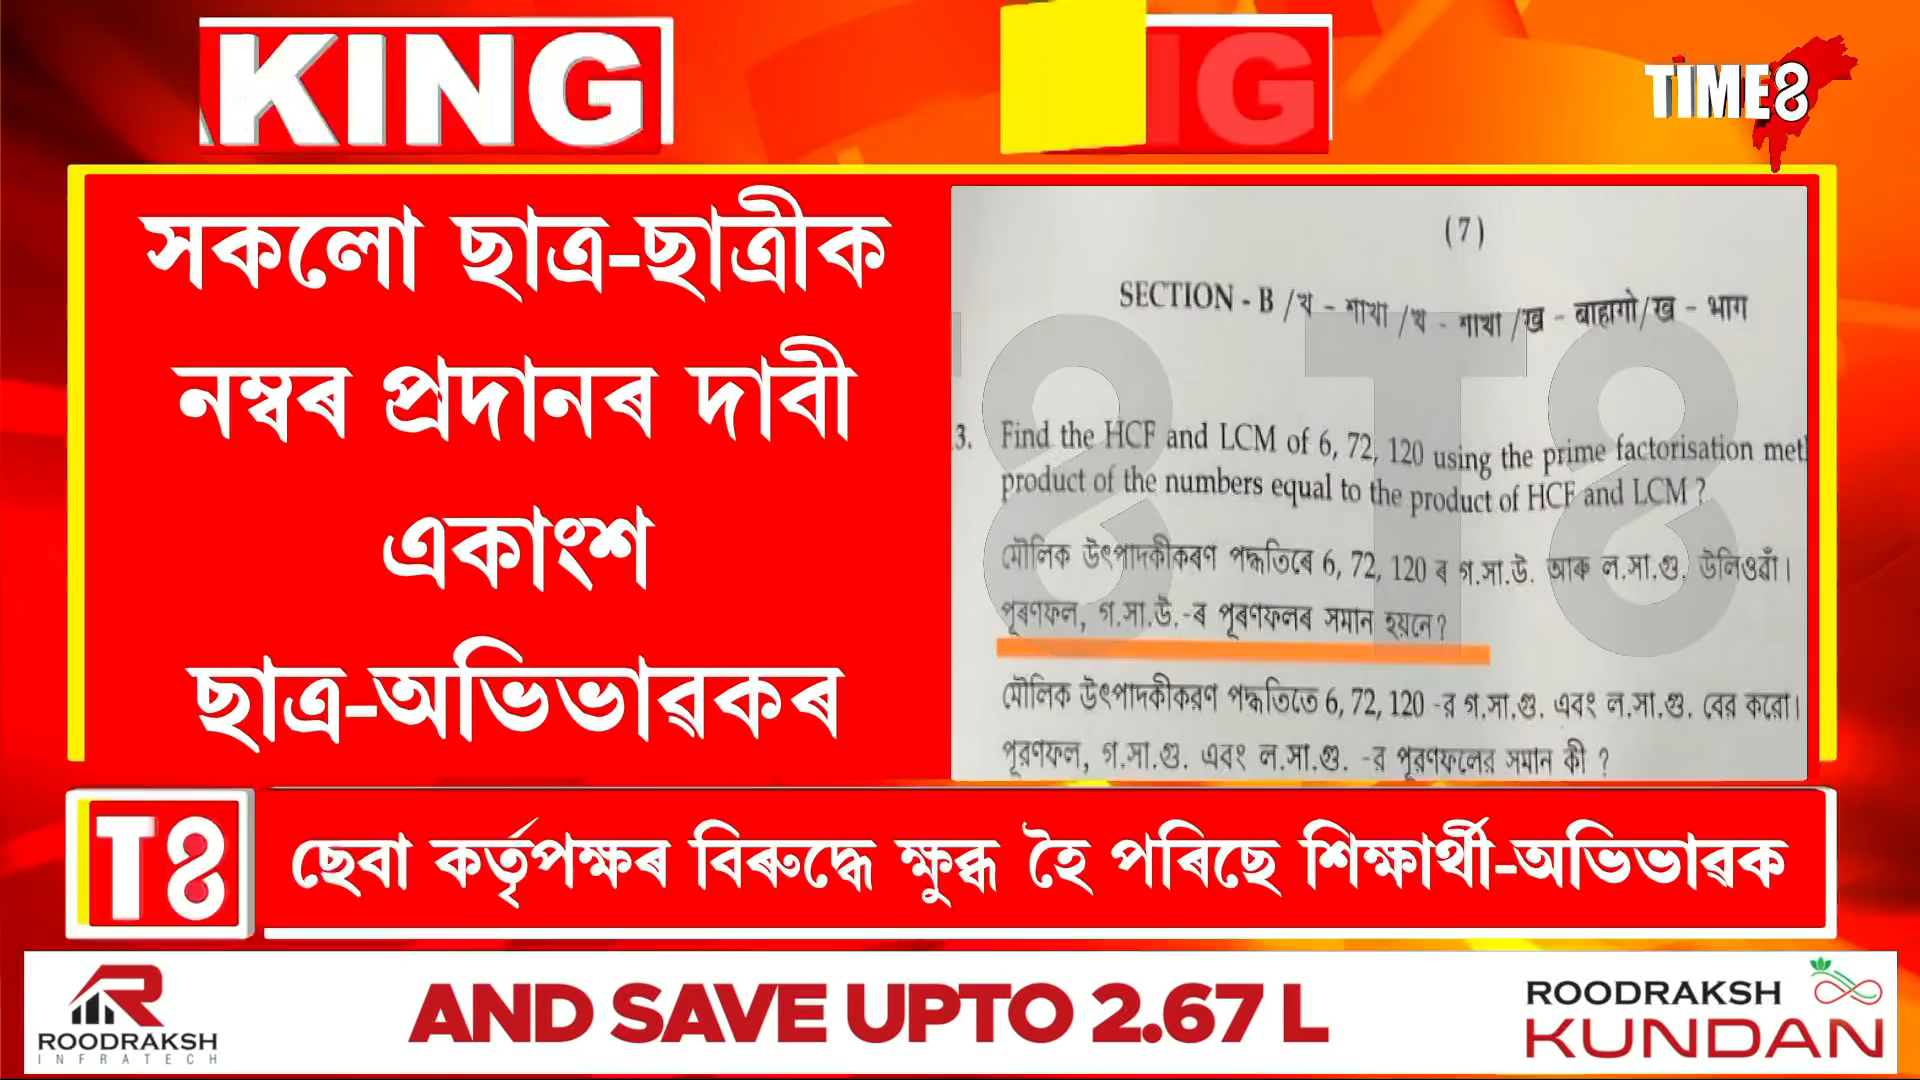 KING
G
TIME8
সকলো ছাত্ৰ-ছাত্ৰীক
নম্বৰ প্ৰদানৰ দাবী
একাংশ
ছাত্ৰ-অভিভাৱকৰ
(7)
SECTION - B /খ - শাখা /খ - শাখা /ख - बाहागो/ख - भाग
3. Find the HCF and LCM of 6, 72, 120 using the prime factorisation met
product of the numbers equal to the product of HCF and LCM ?
মৌলিক উৎপাদকীকৰণ পদ্ধতিৰে 6, 72, 120 ৰ গ.সা.উ. আৰু ল.সা.গু. উলিওৱাঁ।
পূৰণফল, গ.সা.উ.-ৰ পূৰণফলৰ সমান হয়নে?
মৌলিক উৎপাদকীকরণ পদ্ধতিতে 6, 72, 120 -র গ.সা.গু. এবং ল.সা.গু. বের করো।
পূরণফল, গ.সা.গু. এবং ল.সা.গু. -র পূরণফলের সমান কী ?
T8
ছেবা কৰ্তৃপক্ষৰ বিৰুদ্ধে ক্ষুব্ধ হৈ পৰিছে শিক্ষাৰ্থী-অভিভাৱক
ROODRAKSH
INFRATECH
AND SAVE UPTO 2.67 L
ROODRAKSH
KUNDAN